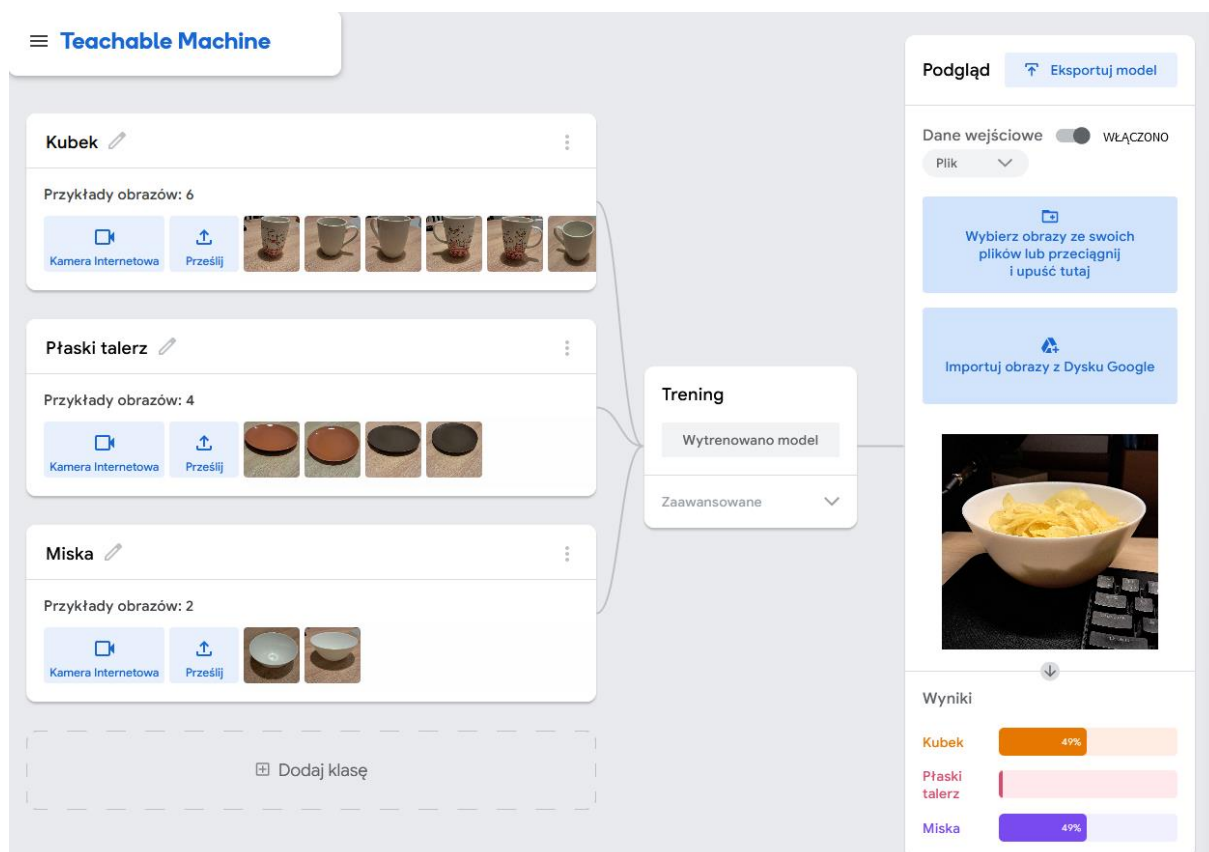 Teachable Machine
Kubek
Przykłady obrazów: 6
Kamera Internetowa
Prześlij
Płaski talerz
Przykłady obrazów: 4
Kamera Internetowa
Prześlij
Miska
Przykłady obrazów: 2
Kamera Internetowa
Prześlij
Dodaj klasę
Trening
Wytrenowano model
Zaawansowane
Podgląd
Eksportuj model
Dane wejściowe
WŁĄCZONO
Plik
Wybierz obrazy ze swoich
plików lub przeciągnij
i upuść tutaj
Importuj obrazy z Dysku Google
Wyniki
Kubek
49%
Płaski
talerz
Miska
49%